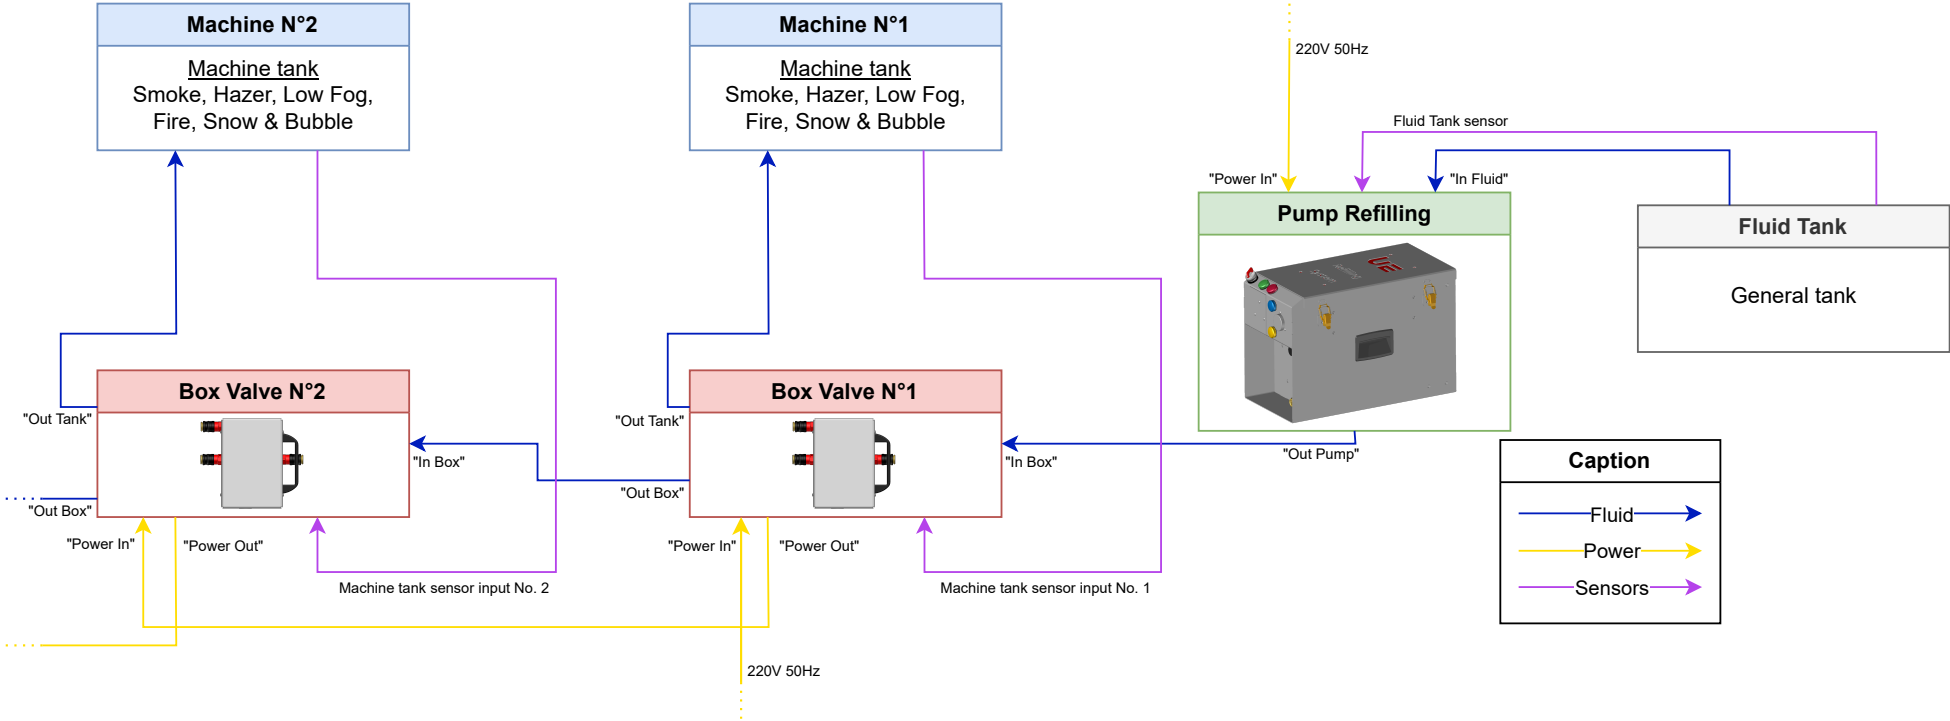 Machine N°2
Machine tank
Smoke, Hazer, Low Fog,
Fire, Snow & Bubble
Machine N°1
Machine tank
Smoke, Hazer, Low Fog,
Fire, Snow & Bubble
220V 50Hz
Fluid Tank sensor
"Power In"
"In Fluid"
Pump Refilling
Fluid Tank
General tank
Box Valve N°2
"Out Tank"
"In Box"
"Out Box"
"Power In"
"Power Out"
Machine tank sensor input No. 2
Box Valve N°1
"Out Tank"
"In Box"
"Out Box"
"Power In"
"Power Out"
Machine tank sensor input No. 1
"Out Pump"
220V 50Hz
Caption
Fluid
Power
Sensors